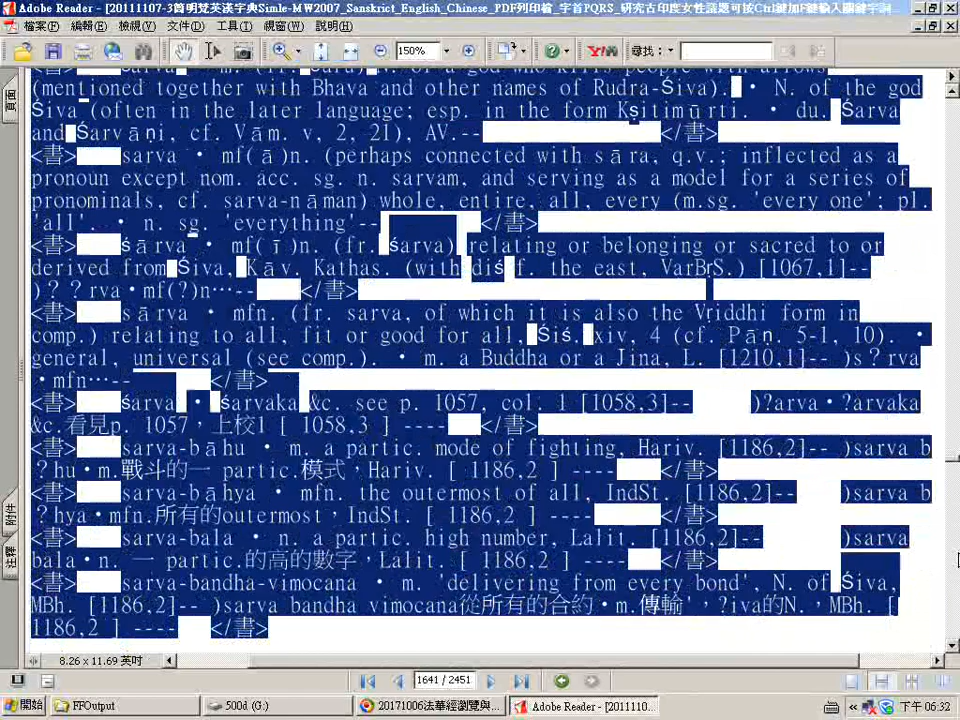 Adobe Reader - [20111107-3簡明梵英漢字典Simle-MW2007_Sanskrict_English_Chinese_PDF列印檔_字首PQRS_研究古印度女性議題可按Ctrl鍵加F鍵輸入關鍵字詞...
檔案(F) 編輯(E) 檢視(V) 文件(D) 工具(T) 視窗(W) 說明(H)
150% Y! 尋找:
頁面
(mentioned together with Bhava and other names of Rudra-Śiva). • N. of the god
Śiva (often in the later language; esp. in the form Kṣitimūrti. • du. Śarva
and Śarvāṇi, cf. Vām. v, 2, 21), AV.-- </書>
<書> sarva • mf(ā)n. (perhaps connected with sāra, q.v.; inflected as a
pronoun except nom. acc. sg. n. sarvam, and serving as a model for a series of
pronominals, cf. sarva-nāman) whole, entire, all, every (m.sg. 'every one'; pl.
'all'. • n. sg. 'everything'-- </書>
<書> śārva • mf(ī)n. (fr. śarva) relating or belonging or sacred to or
derived from Śiva, Kāv. Kathas. (with diś f. the east, VarBṛS.) [1067,1]--
)??rva•mf(?)n…-- </書>
<書> sārva • mfn. (fr. sarva, of which it is also the Vṛiddhi form in
comp.) relating to all, fit or good for all, Śiś. xiv, 4 (cf. Pāṇ. 5-1, 10). •
general, universal (see comp.). • m. a Buddha or a Jina, L. [1210,1]-- )s?rva
•mfn…-- </書>
<書> śarva • śarvaka &c. see p. 1057, col. 1 [1058,3]-- )?arva•?arvaka
&c.看見p. 1057,上校1 [ 1058,3 ] ---- </書>
<書> sarva-bāhu • m. a partic. mode of fighting, Hariv. [1186,2]-- )sarva b
?hu•m.戰斗的一 partic.模式,Hariv. [ 1186,2 ] ---- </書>
<書> sarva-bāhya • mfn. the outermost of all, IndSt. [1186,2]-- )sarva b
?hya•mfn.所有的outermost,IndSt. [ 1186,2 ] ---- </書>
<書> sarva-bala • n. a partic. high number, Lalit. [1186,2]-- )sarva
bala•n. 一 partic.的高的數字,Lalit. [ 1186,2 ] ---- </書>
<書> sarva-bandha-vimocana • m. 'delivering from every bond', N. of Śiva,
MBh. [1186,2]-- )sarva bandha vimocana從所有的合約•m.傳輸',?iva的N.,MBh. [
1186,2 ] ---- </書>
附件
注釋
8.26 x 11.69 英吋
1641 / 2451
開始 FFOutput 500d (G:) 20171006法華經瀏覽與... Adobe Reader - [2011110... 下午 06:32